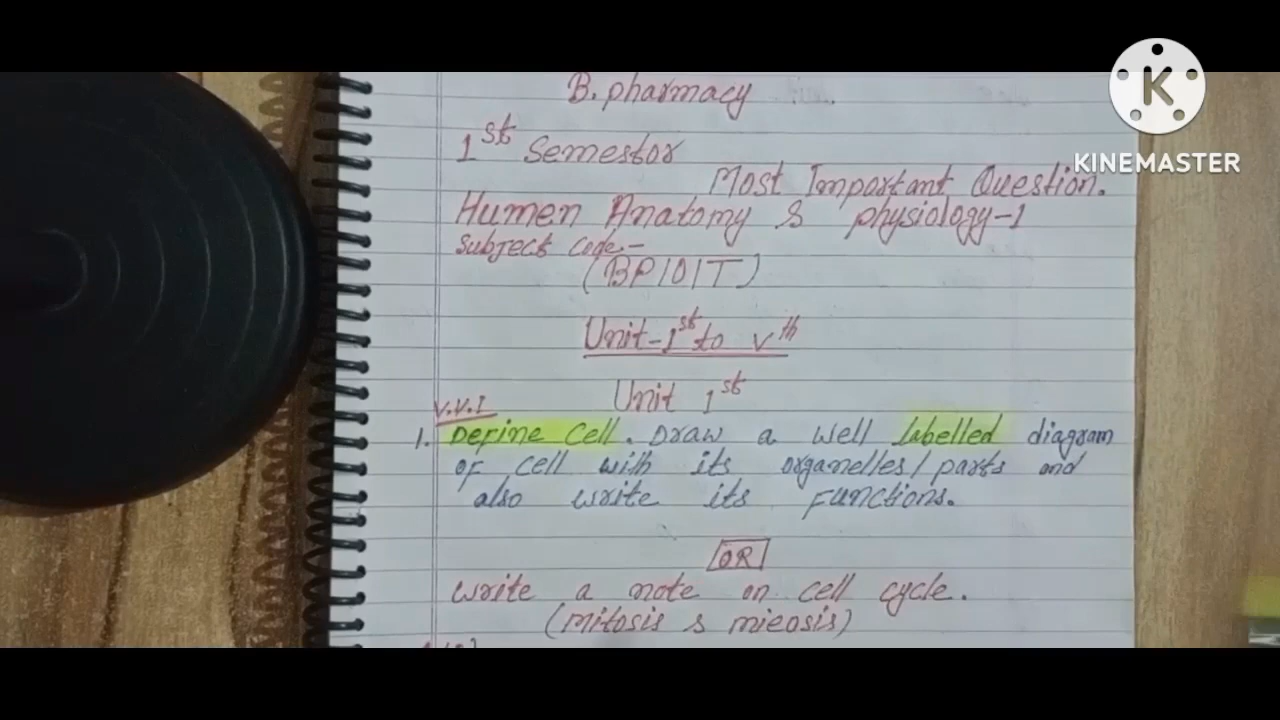 B. pharmacy
1st Semestor
Most Important Question.
Humen Anatomy & physiology-1
Subject code:-
(BP101T)
Unit-1st to Vth
Unit 1st
V.V.I
1. Define Cell. Draw a well labelled diagram
of cell with its organelles/parts and
also write its functions.
OR
write a note on cell cycle.
(mitosis & mieosis)
K
KINEMASTER